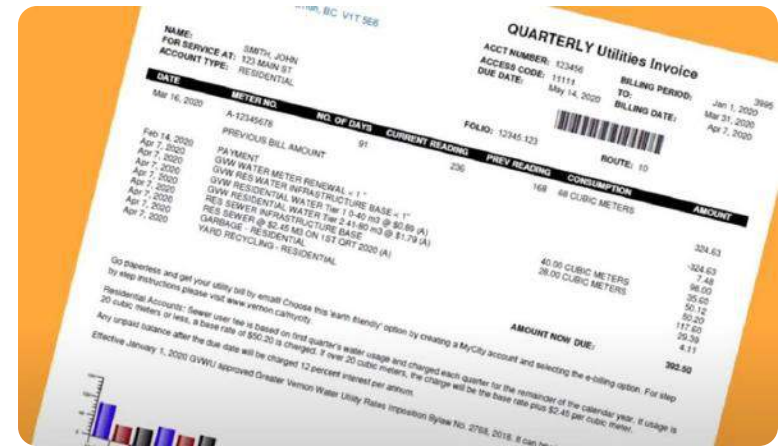 BC V1T 5E6
QUARTERLY Utilities Invoice
NAME: SMITH, JOHN
FOR SERVICE AT: 123 MAIN ST
ACCOUNT TYPE: RESIDENTIAL
ACCT NUMBER: 123456
ACCESS CODE: 11111
DUE DATE: May 14, 2020
3995
BILLING PERIOD: Jan 1, 2020
TO: Mar 31, 2020
BILLING DATE: Apr 7, 2020
FOLIO: 12345.123
ROUTE: 10
DATE METER NO. NO. OF DAYS CURRENT READING PREV READING CONSUMPTION AMOUNT
Mar 16, 2020 A-12345678 91 236 168 68 CUBIC METERS
PREVIOUS BILL AMOUNT 324.63
Feb 14, 2020 PAYMENT -324.63
Apr 7, 2020 GVW WATER METER RENEWAL < 1" 7.48
Apr 7, 2020 GVW RES WATER INFRASTRUCTURE BASE < 1" 98.00
Apr 7, 2020 GVW RESIDENTIAL WATER Tier 1 0-40 m3 @ $0.89 (A) 40.00 CUBIC METERS 35.60
Apr 7, 2020 GVW RESIDENTIAL WATER Tier 2 41-80 m3 @ $1.79 (A) 28.00 CUBIC METERS 50.12
Apr 7, 2020 RES SEWER INFRASTRUCTURE BASE 50.20
Apr 7, 2020 RES SEWER @ $2.45 M3 ON 1ST QRT 2020 (A) 117.60
Apr 7, 2020 GARBAGE - RESIDENTIAL 29.39
Apr 7, 2020 YARD RECYCLING - RESIDENTIAL 4.11
AMOUNT NOW DUE: 392.50
Go paperless and get your utility bill by email! Choose this 'earth friendly' option by creating a MyCity account and selecting the e-billing option. For step
by step instructions please visit www.vernon.ca/mycity.
Residential Accounts: Sewer user fee is based on first quarter's water usage and charged each quarter for the remainder of the calendar year. If usage is
20 cubic meters or less, a base rate of $50.20 is charged. If over 20 cubic meters, the charge will be the base rate plus $2.45 per cubic meter.
Any unpaid balance after the due date will be charged 12 percent interest per annum.
Effective January 1, 2020 GVWU approved Greater Vernon Water Utility Rates Imposition Bylaw No. 2768, 2018. It can